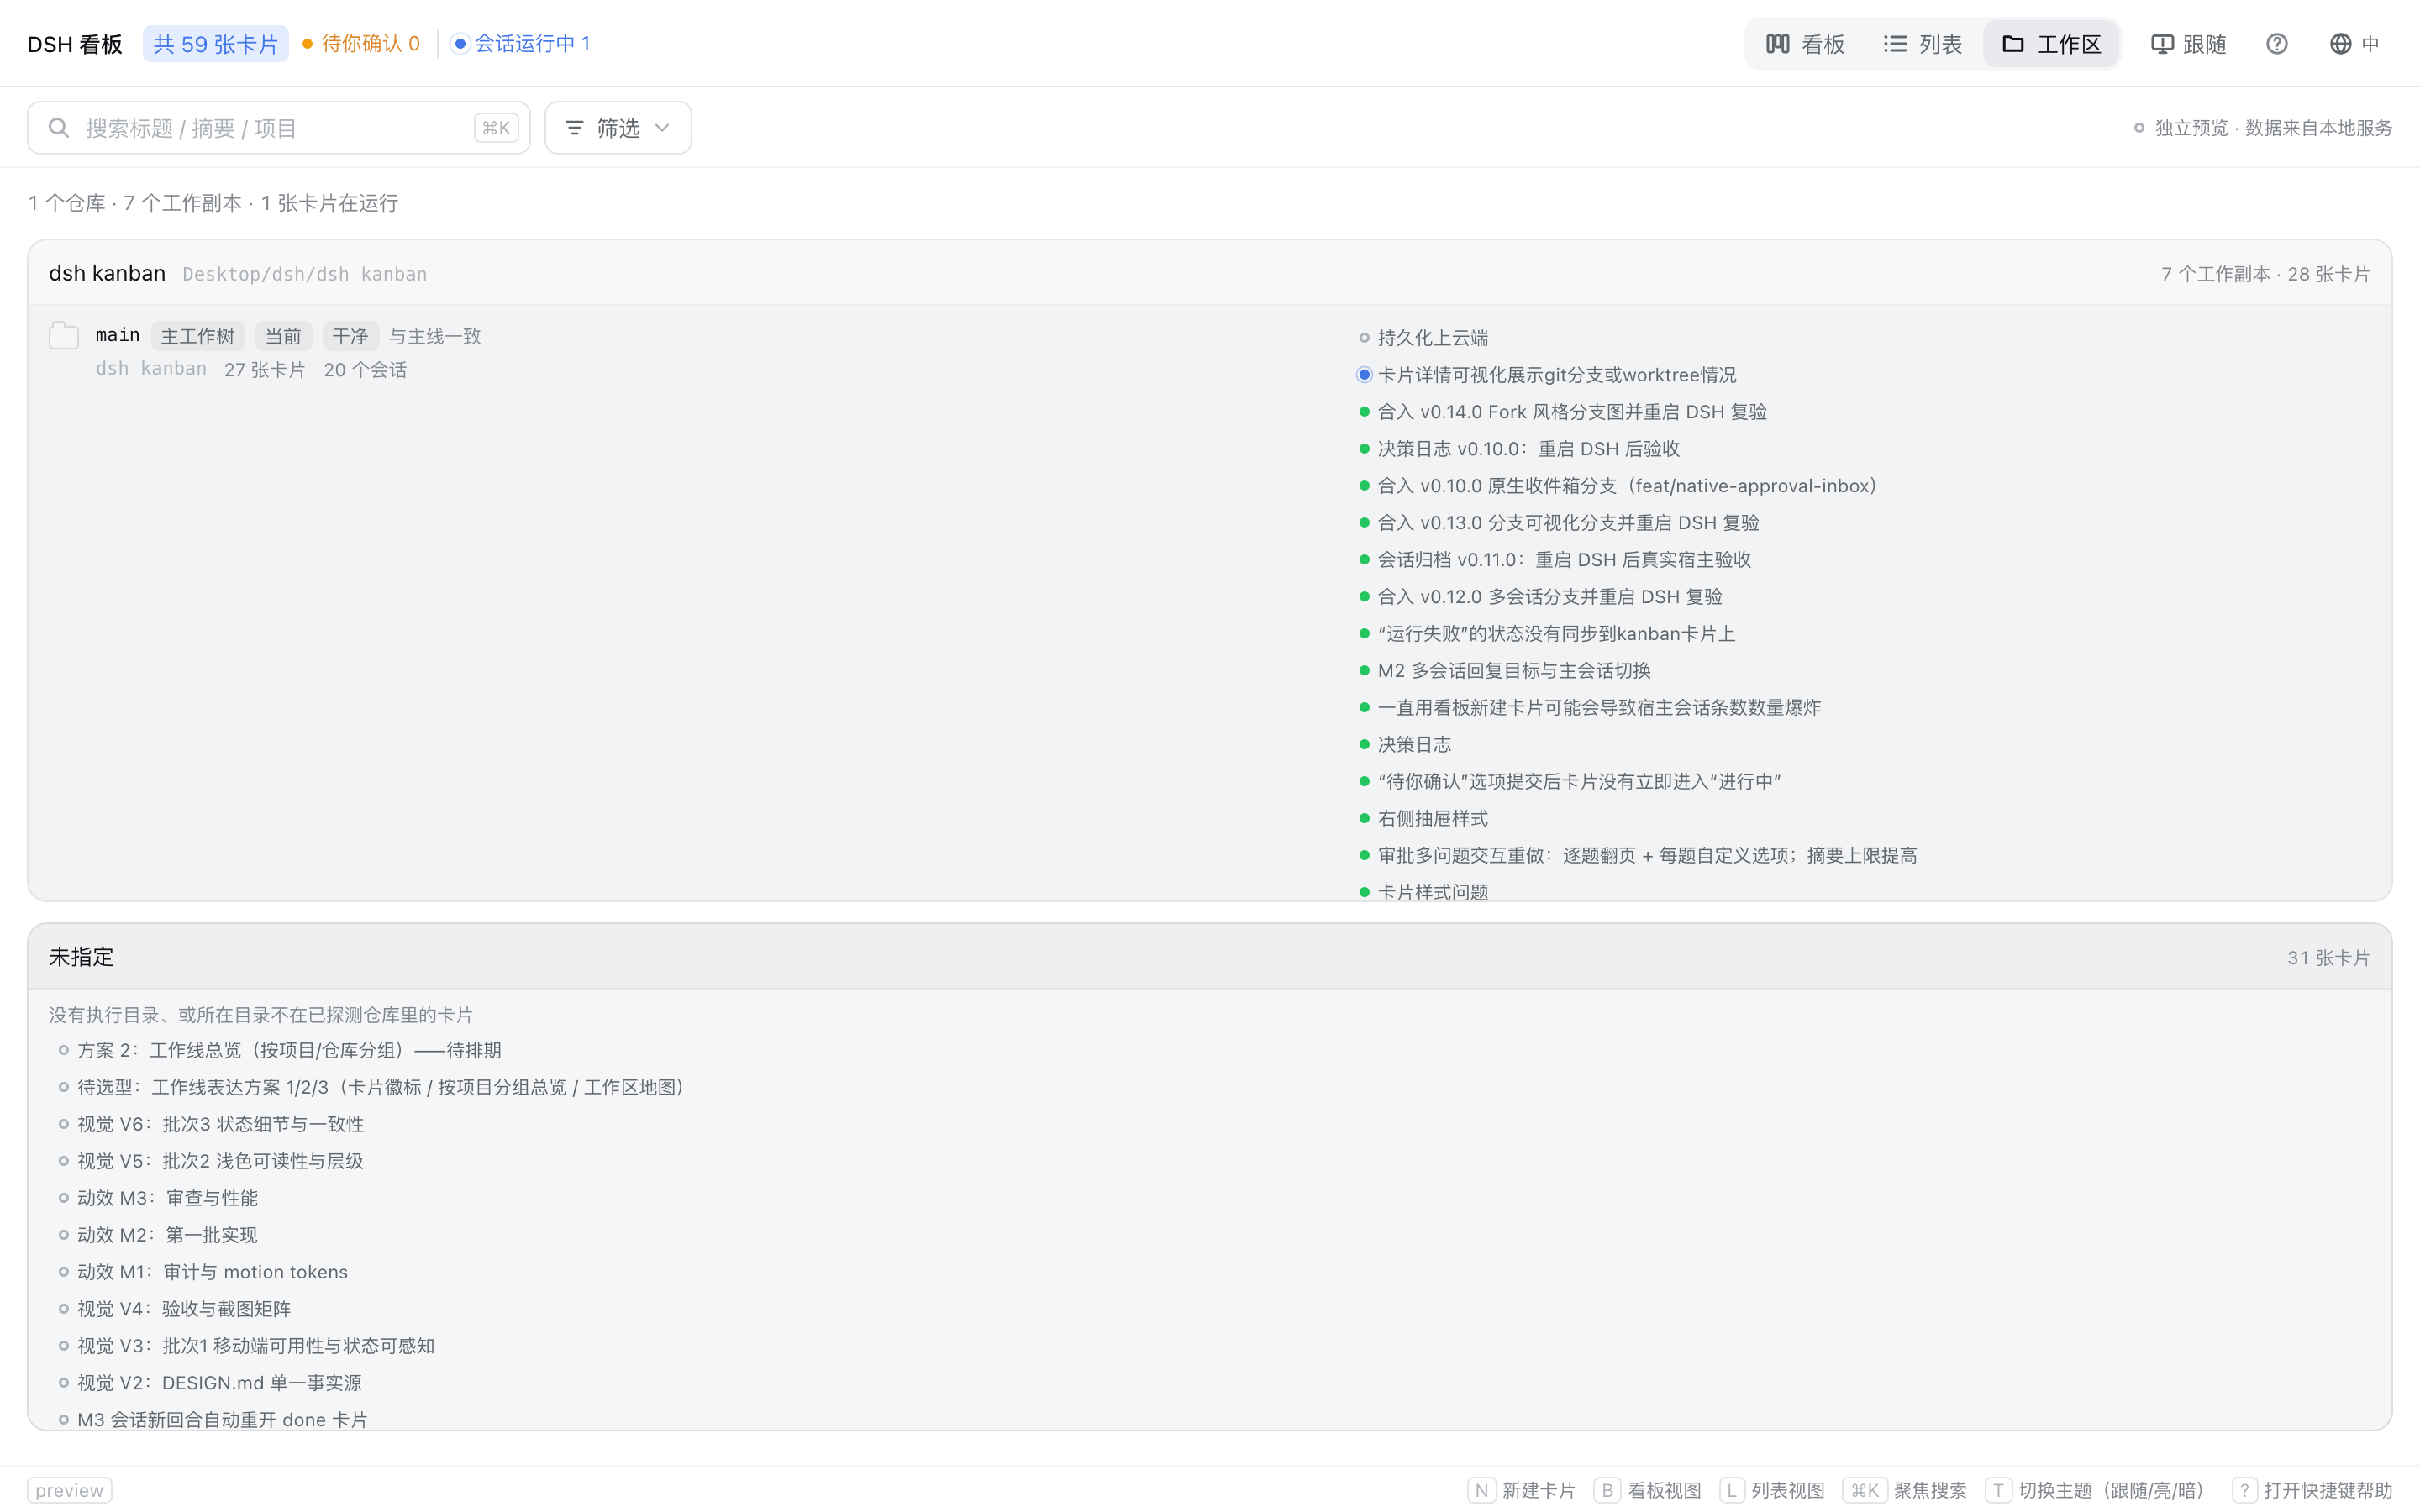 DSH 看板 共 59 张卡片 待你确认 0 会话运行中 1 看板 列表 工作区 跟随 中
搜索标题 / 摘要 / 项目 ⌘K 筛选 独立预览 · 数据来自本地服务
1 个仓库 · 7 个工作副本 · 1 张卡片在运行
dsh kanban Desktop/dsh/dsh kanban 7 个工作副本 · 28 张卡片
main 主工作树 当前 干净 与主线一致
dsh kanban 27 张卡片 20 个会话
持久化上云端
卡片详情可视化展示git分支或worktree情况
合入 v0.14.0 Fork 风格分支图并重启 DSH 复验
决策日志 v0.10.0：重启 DSH 后验收
合入 v0.10.0 原生收件箱分支（feat/native-approval-inbox）
合入 v0.13.0 分支可视化分支并重启 DSH 复验
会话归档 v0.11.0：重启 DSH 后真实宿主验收
合入 v0.12.0 多会话分支并重启 DSH 复验
“运行失败”的状态没有同步到kanban卡片上
M2 多会话回复目标与主会话切换
一直用看板新建卡片可能会导致宿主会话条数数量爆炸
决策日志
“待你确认”选项提交后卡片没有立即进入“进行中”
右侧抽屉样式
审批多问题交互重做：逐题翻页 + 每题自定义选项；摘要上限提高
卡片样式问题
未指定 31 张卡片
没有执行目录、或所在目录不在已探测仓库里的卡片
方案 2：工作线总览（按项目/仓库分组）——待排期
待选型：工作线表达方案 1/2/3（卡片徽标 / 按项目分组总览 / 工作区地图）
视觉 V6：批次3 状态细节与一致性
视觉 V5：批次2 浅色可读性与层级
动效 M3：审查与性能
动效 M2：第一批实现
动效 M1：审计与 motion tokens
视觉 V4：验收与截图矩阵
视觉 V3：批次1 移动端可用性与状态可感知
视觉 V2：DESIGN.md 单一事实源
M3 会话新回合自动重开 done 卡片
preview N 新建卡片 B 看板视图 L 列表视图 ⌘K 聚焦搜索 T 切换主题（跟随/亮/暗） ? 打开快捷键帮助